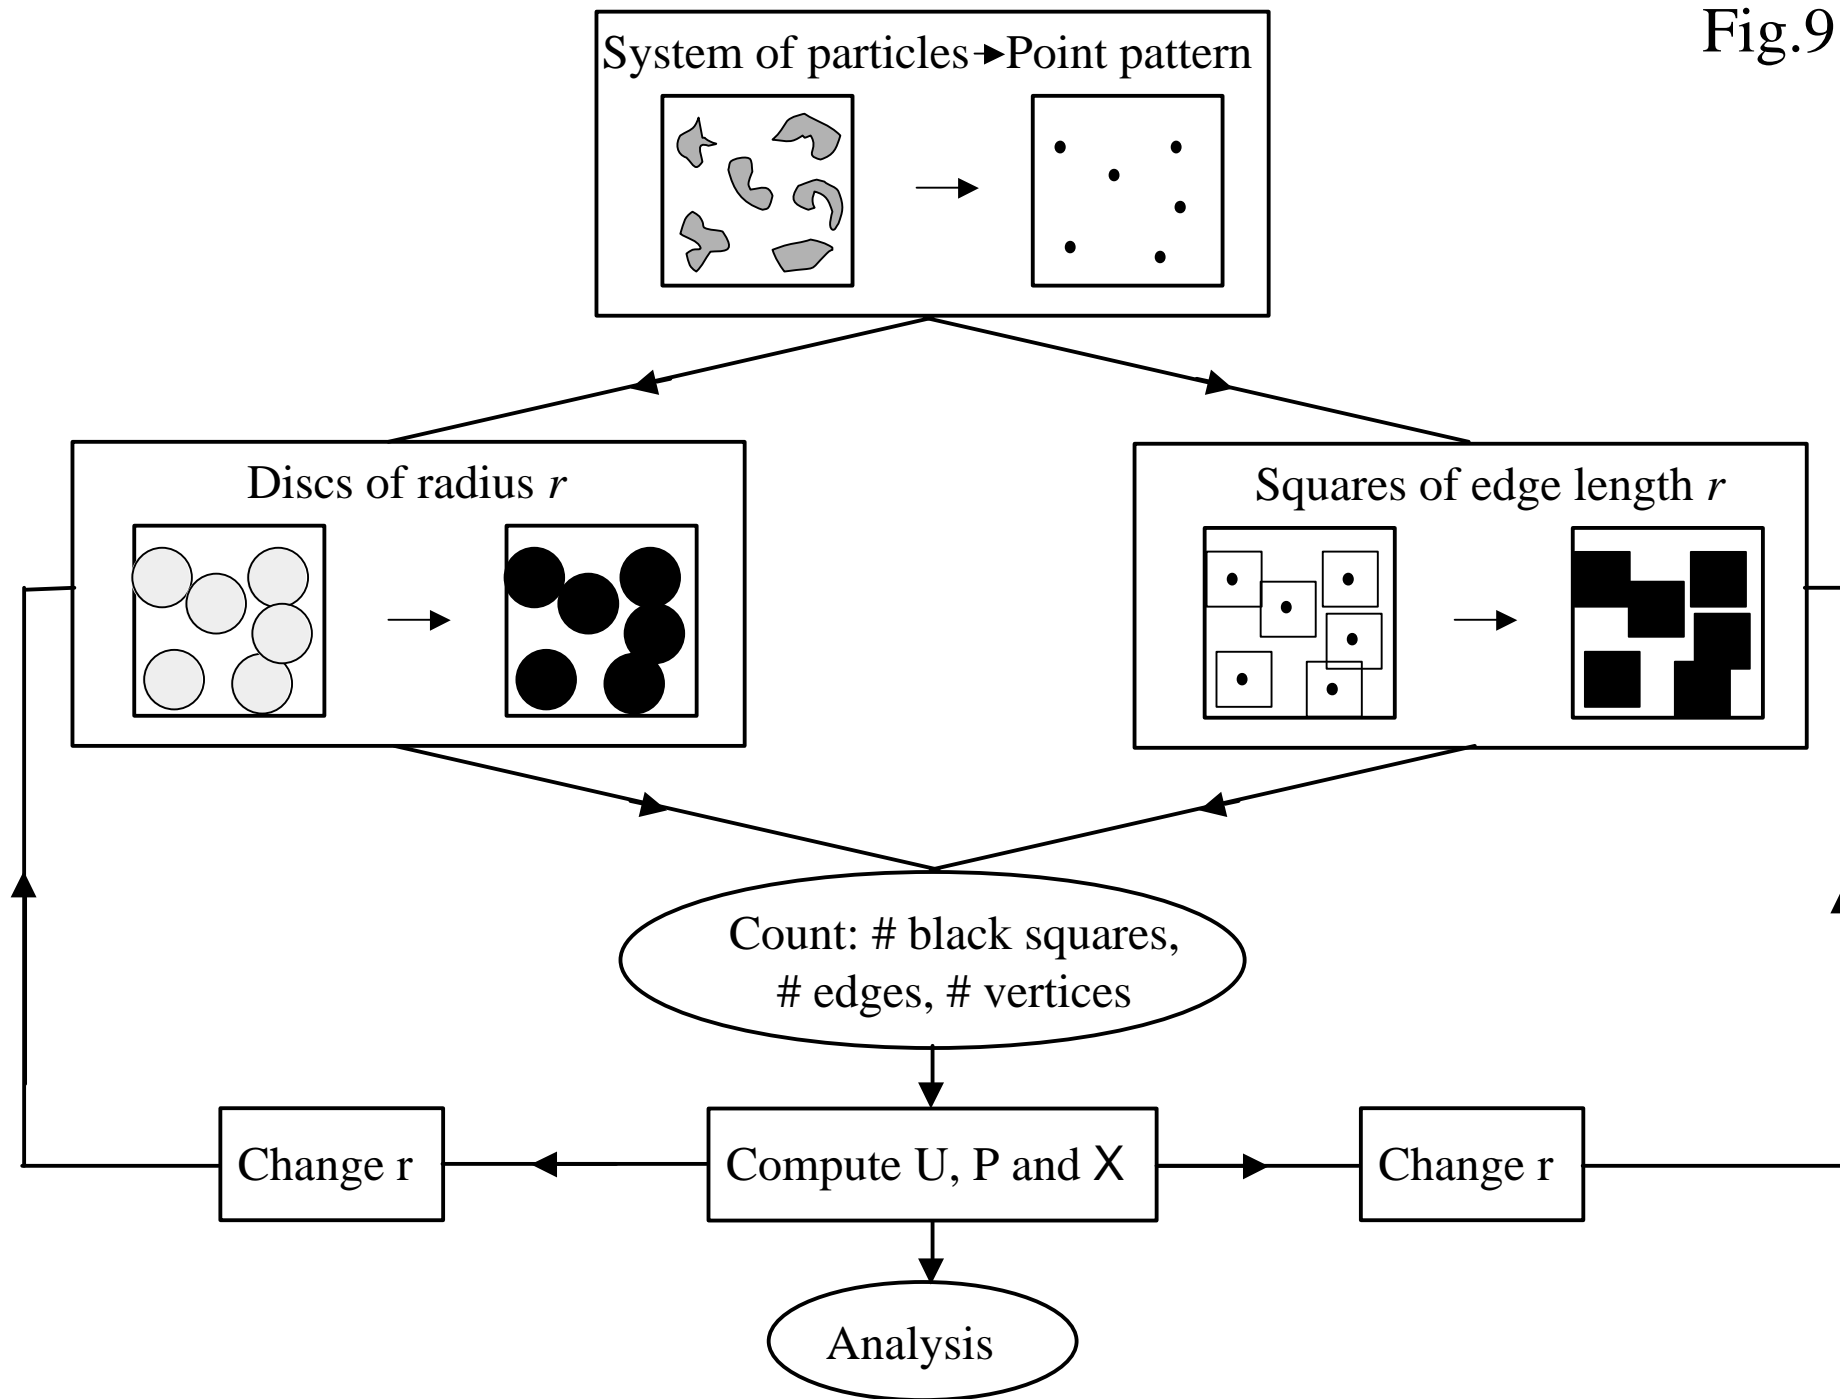 Fig.9
System of particles→Point pattern
Discs of radius r
Squares of edge length r
Count: # black squares,
# edges, # vertices
Change r
Compute U, P and X
Change r
Analysis